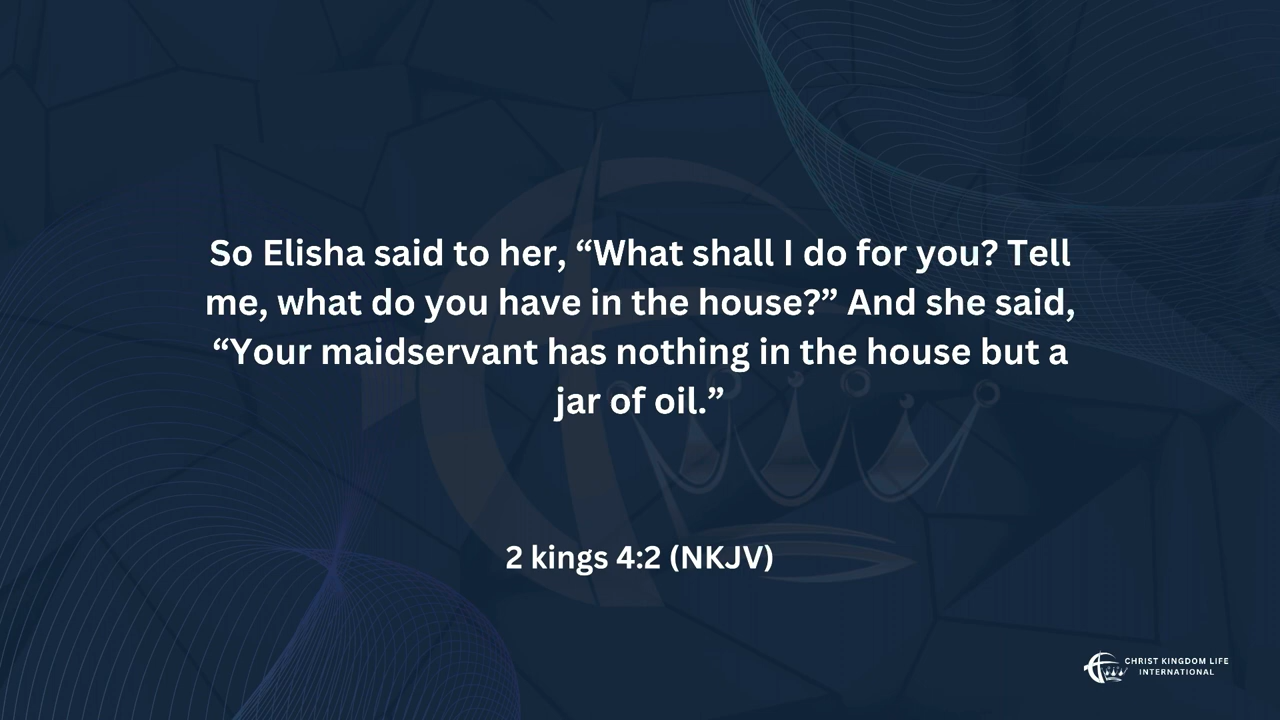 So Elisha said to her, “What shall I do for you? Tell
me, what do you have in the house?” And she said,
“Your maidservant has nothing in the house but a
jar of oil.”
2 kings 4:2 (NKJV)
CHRIST KINGDOM LIFE
INTERNATIONAL